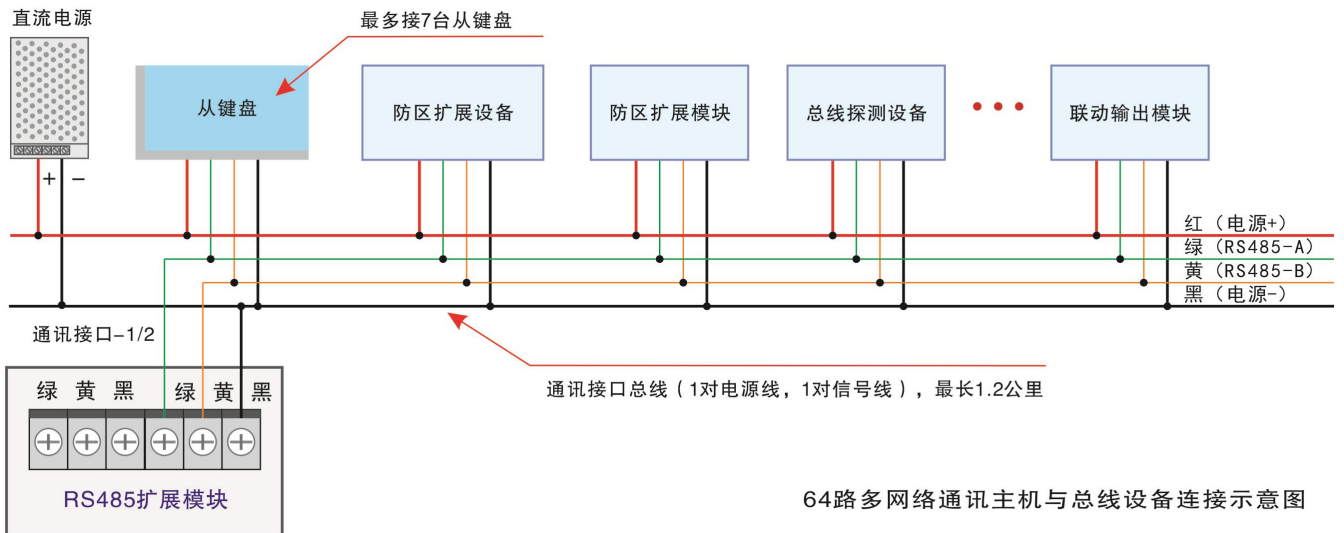 直流电源
最多接7台从键盘
从键盘
防区扩展设备
防区扩展模块
总线探测设备
联动输出模块
+ -
红（电源+）
绿（RS485-A）
黄（RS485-B）
黑（电源-）
通讯接口-1/2
绿 黄 黑 绿 黄 黑
通讯接口总线（1对电源线，1对信号线），最长1.2公里
RS485扩展模块
64路多网络通讯主机与总线设备连接示意图